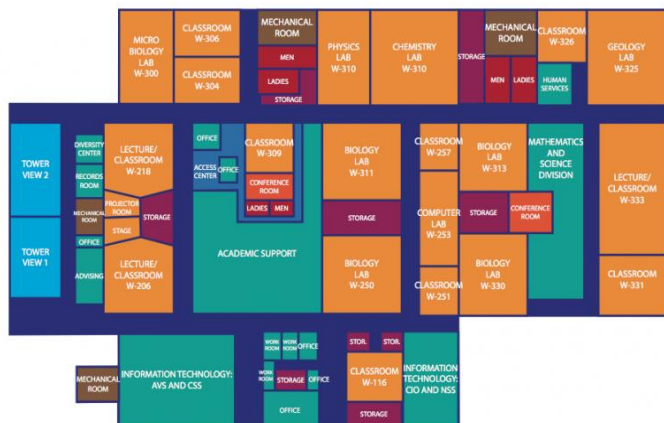 MICRO
BIOLOGY
LAB
W-300
CLASSROOM
W-306
CLASSROOM
W-304
MECHANICAL
ROOM
MEN
LADIES
STORAGE
PHYSICS
LAB
W-310
CHEMISTRY
LAB
W-310
STORAGE
MECHANICAL
ROOM
MEN
LADIES
CLASSROOM
W-326
HUMAN
SERVICES
GEOLOGY
LAB
W-325
TOWER
VIEW 2
TOWER
VIEW 1
DIVERSITY
CENTER
RECORDS
ROOM
MECHANICAL
ROOM
OFFICE
ADVISING
LECTURE/
CLASSROOM
W-218
PROJECTOR
ROOM
STAGE
STORAGE
LECTURE/
CLASSROOM
W-206
OFFICE
ACCESS
CENTER
OFFICE
CLASSROOM
W-309
CONFERENCE
ROOM
LADIES
MEN
ACADEMIC SUPPORT
BIOLOGY
LAB
W-311
STORAGE
BIOLOGY
LAB
W-250
CLASSROOM
W-257
COMPUTER
LAB
W-253
CLASSROOM
W-251
BIOLOGY
LAB
W-313
STORAGE
CONFERENCE
ROOM
BIOLOGY
LAB
W-330
MATHEMATICS
AND
SCIENCE
DIVISION
LECTURE/
CLASSROOM
W-333
CLASSROOM
W-331
MECHANICAL
ROOM
INFORMATION TECHNOLOGY:
AVS AND CSS
WORK
ROOM
WORK
ROOM
OFFICE
WORK
ROOM
STORAGE
OFFICE
OFFICE
STOR.
STOR.
CLASSROOM
W-116
STORAGE
INFORMATION
TECHNOLOGY:
CIO AND NSS